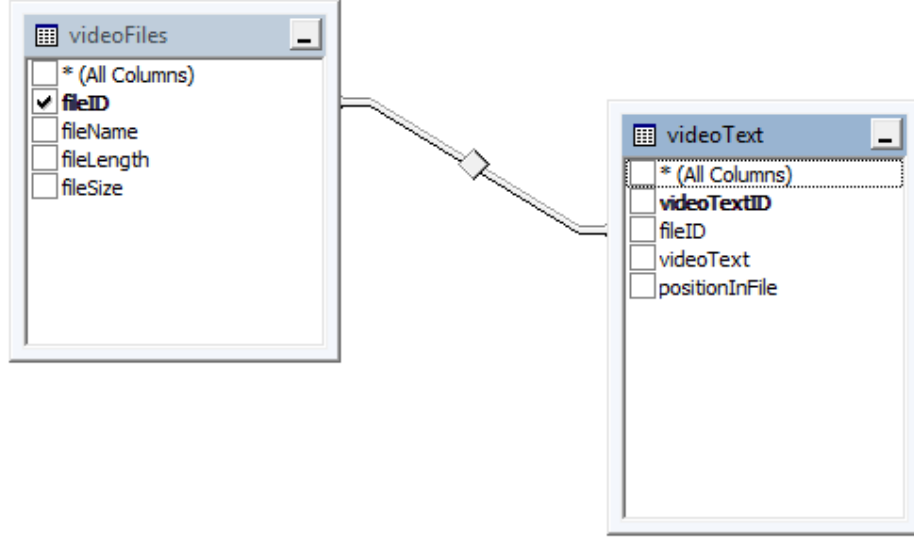 videoFiles
* (All Columns)
fileID
fileName
fileLength
fileSize
videoText
* (All Columns)
videoTextID
fileID
videoText
positionInFile